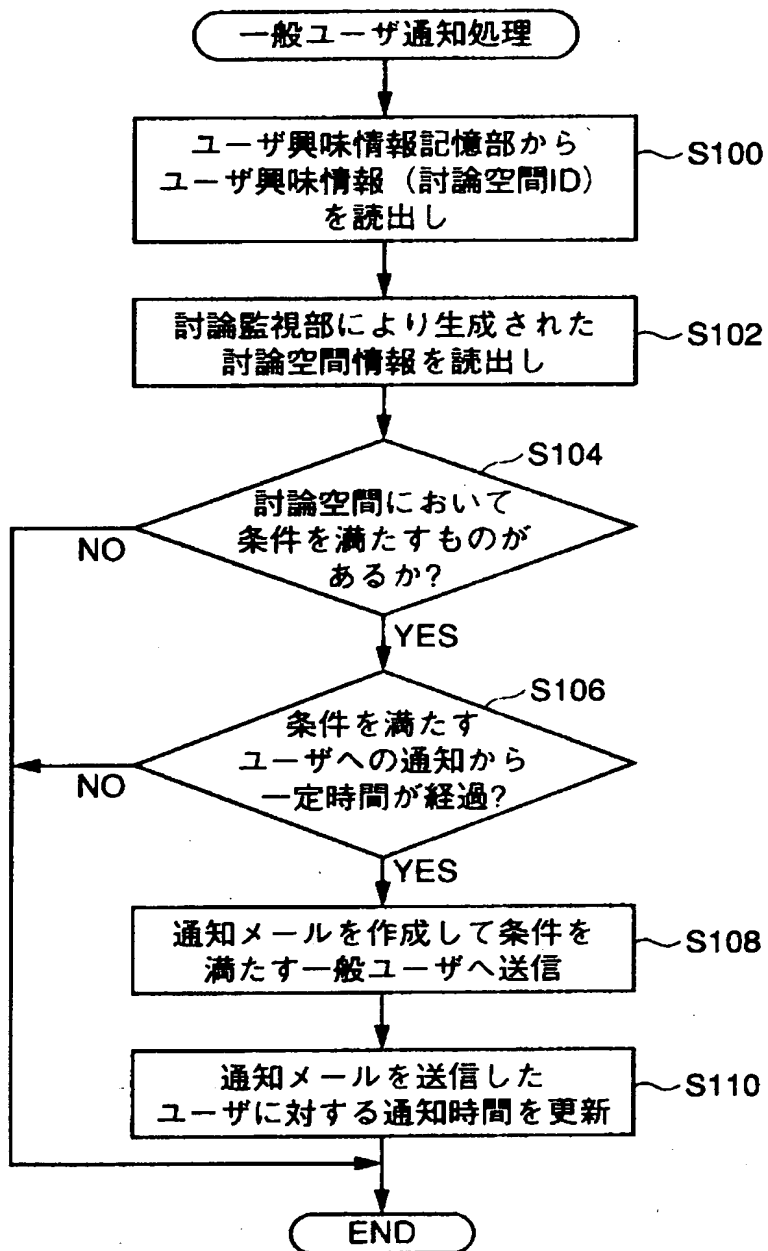 一般ユーザ通知処理
ユーザ興味情報記憶部から
ユーザ興味情報（討論空間ID）
を読出し
S100
討論監視部により生成された
討論空間情報を読出し
S102
S104
討論空間において
条件を満たすものが
あるか?
NO
YES
S106
条件を満たす
ユーザへの通知から
一定時間が経過?
NO
YES
通知メールを作成して条件を
満たす一般ユーザへ送信
S108
通知メールを送信した
ユーザに対する通知時間を更新
S110
END